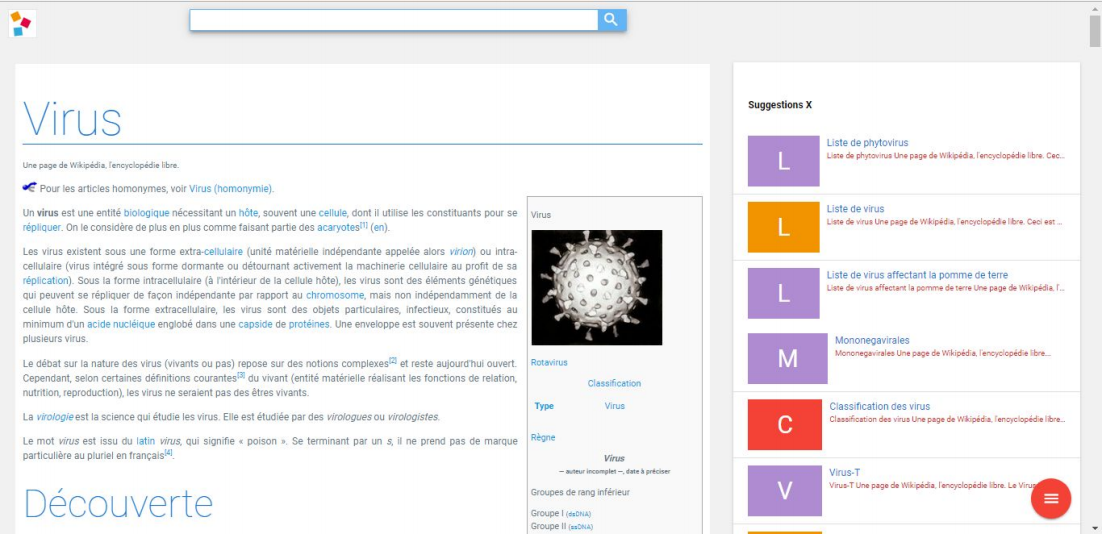 Virus
Une page de Wikipédia, l'encyclopédie libre.
Pour les articles homonymes, voir Virus (homonymie).
Un virus est une entité biologique nécessitant un hôte, souvent une cellule, dont il utilise les constituants pour se
répliquer. On le considère de plus en plus comme faisant partie des acaryotes[1] (en).
Les virus existent sous une forme extra-cellulaire (unité matérielle indépendante appelée alors virion) ou intra-
cellulaire (virus intégré sous forme dormante ou détournant activement la machinerie cellulaire au profit de sa
réplication). Sous la forme intracellulaire (à l'intérieur de la cellule hôte), les virus sont des éléments génétiques
qui peuvent se répliquer de façon indépendante par rapport au chromosome, mais non indépendamment de la
cellule hôte. Sous la forme extracellulaire, les virus sont des objets particulaires, infectieux, constitués au
minimum d'un acide nucléique englobé dans une capside de protéines. Une enveloppe est souvent présente chez
plusieurs virus.
Le débat sur la nature des virus (vivants ou pas) repose sur des notions complexes[2] et reste aujourd'hui ouvert.
Cependant, selon certaines définitions courantes[3] du vivant (entité matérielle réalisant les fonctions de relation,
nutrition, reproduction), les virus ne seraient pas des êtres vivants.
La virologie est la science qui étudie les virus. Elle est étudiée par des virologues ou virologistes.
Le mot virus est issu du latin virus, qui signifie « poison ». Se terminant par un s, il ne prend pas de marque
particulière au pluriel en français[4].
Découverte
Virus
Rotavirus
Classification
Type Virus
Règne
Virus
— auteur incomplet —, date à préciser
Groupes de rang inférieur
Groupe I (dsDNA)
Groupe II (ssDNA)
Suggestions X
L
Liste de phytovirus
Liste de phytovirus Une page de Wikipédia, l'encyclopédie libre. Cec...
L
Liste de virus
Liste de virus Une page de Wikipédia, l'encyclopédie libre. Ceci est ...
L
Liste de virus affectant la pomme de terre
Liste de virus affectant la pomme de terre Une page de Wikipédia, l'...
M
Mononegavirales
Mononegavirales Une page de Wikipédia, l'encyclopédie libre...
C
Classification des virus
Classification des virus Une page de Wikipédia, l'encyclopédie libre...
V
Virus-T
Virus-T Une page de Wikipédia, l'encyclopédie libre. Le Virus